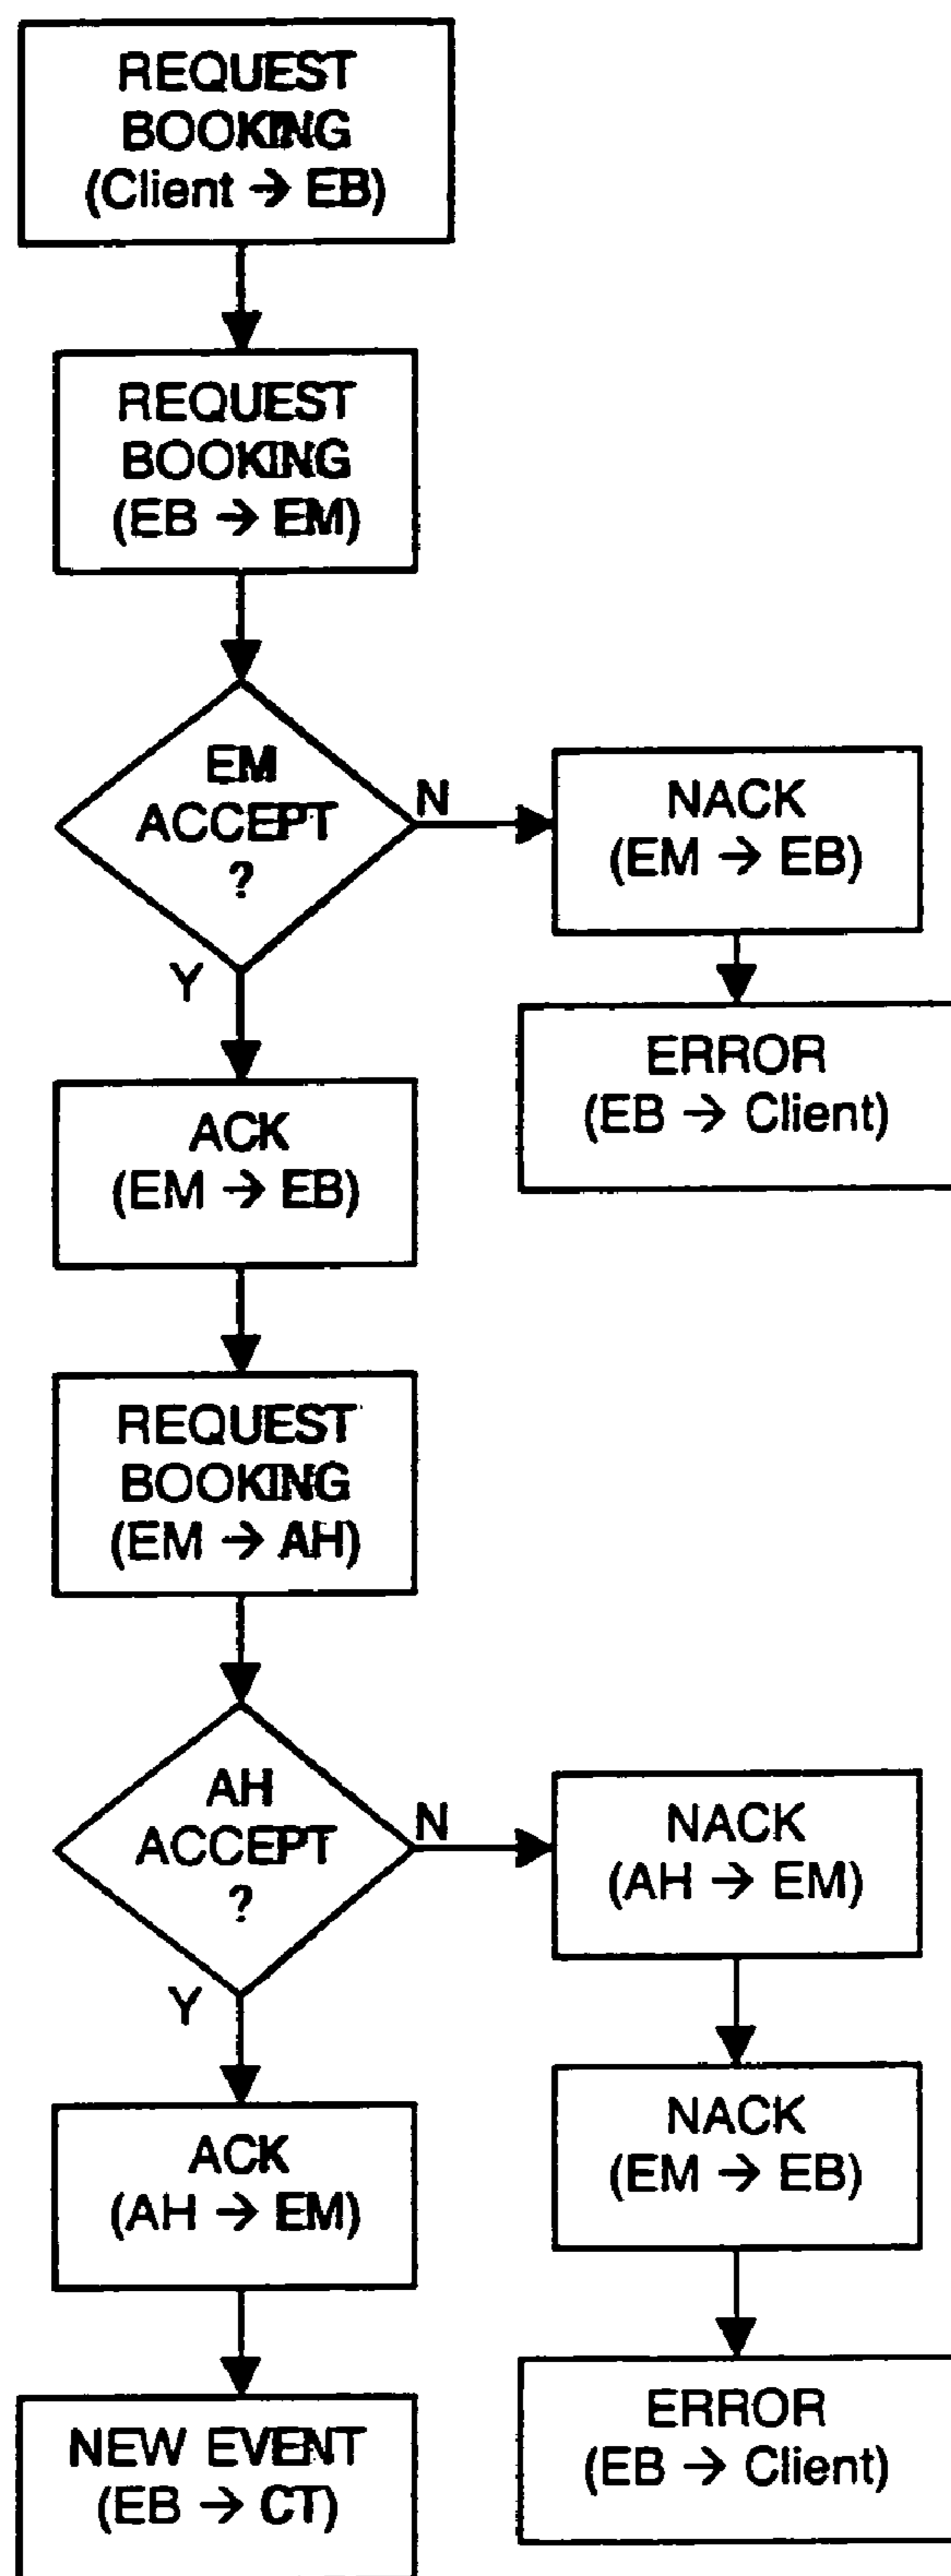 REQUEST
BOOKING
(Client → EB)
REQUEST
BOOKING
(EB → EM)
EM
ACCEPT
?
N
NACK
(EM → EB)
ERROR
(EB → Client)
Y
ACK
(EM → EB)
REQUEST
BOOKING
(EM → AH)
AH
ACCEPT
?
N
NACK
(AH → EM)
Y
ACK
(AH → EM)
NACK
(EM → EB)
NEW EVENT
(EB → CT)
ERROR
(EB → Client)